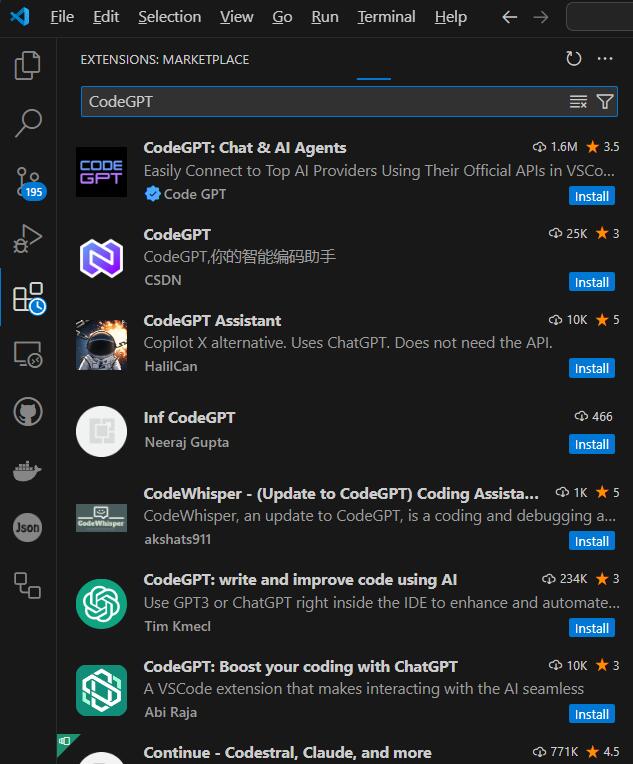 File Edit Selection View Go Run Terminal Help
EXTENSIONS: MARKETPLACE
CodeGPT
CODE
GPT
CodeGPT: Chat & AI Agents 1.6M 3.5
Easily Connect to Top AI Providers Using Their Official APIs in VSCo...
Code GPT Install
195
CodeGPT 25K 3
CodeGPT,你的智能编码助手
CSDN Install
CodeGPT Assistant 10K 5
Copilot X alternative. Uses ChatGPT. Does not need the API.
HalilCan Install
Inf CodeGPT 466
Neeraj Gupta Install
CodeWhisper - (Update to CodeGPT) Coding Assista... 1K 5
CodeWhisper, an update to CodeGPT, is a coding and debugging a...
CodeWhisper
akshats911 Install
Json
CodeGPT: write and improve code using AI 234K 3
Use GPT3 or ChatGPT right inside the IDE to enhance and automate...
Tim Kmecl Install
CodeGPT: Boost your coding with ChatGPT 10K 3
A VSCode extension that makes interacting with the AI seamless
Abi Raja Install
Continue - Codestral, Claude, and more 771K 4.5